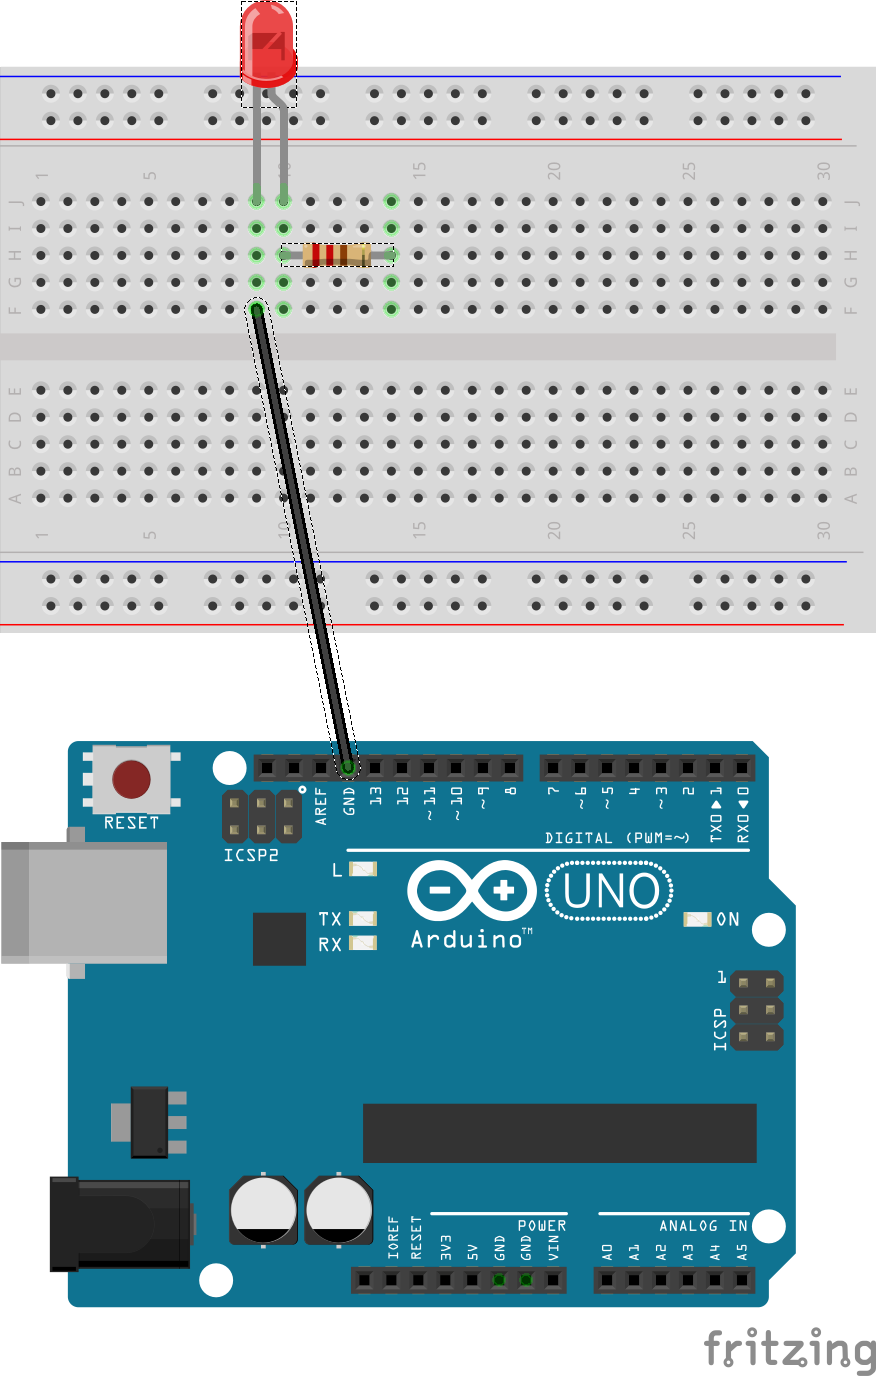 1 5 10 15 20 25 30
J J
I I
H H
G G
F F
E E
D D
C C
B B
A A
1 5 10 15 20 25 30
RESET
AREF
GND
13
12
~11
~10
~9
8
7
~6
~5
4
~3
2
TX0▶1
RX0◀0
ICSP2
DIGITAL (PWM=~)
L
TX
RX
UNO
Arduino™
ON
1
ICSP
IOREF
RESET
3V3
5V
GND
GND
VIN
POWER
ANALOG IN
A0
A1
A2
A3
A4
A5
fritzing